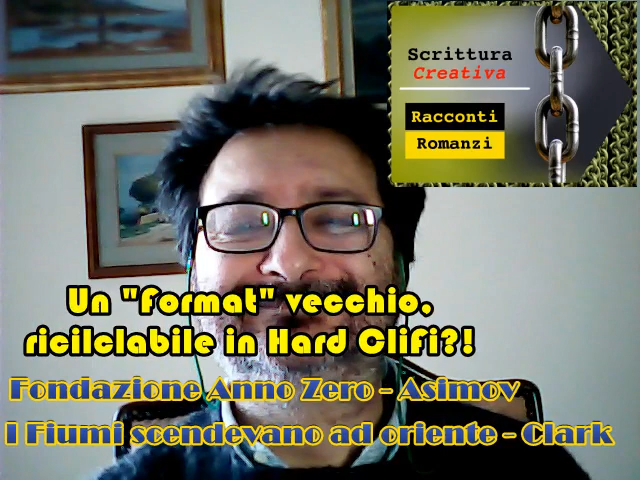 Scrittura
Creativa
Racconti
Romanzi
Un "Format" vecchio,
ricilclabile in Hard CliFi?!
Fondazione Anno Zero - Asimov
I Fiumi scendevano ad oriente - Clark